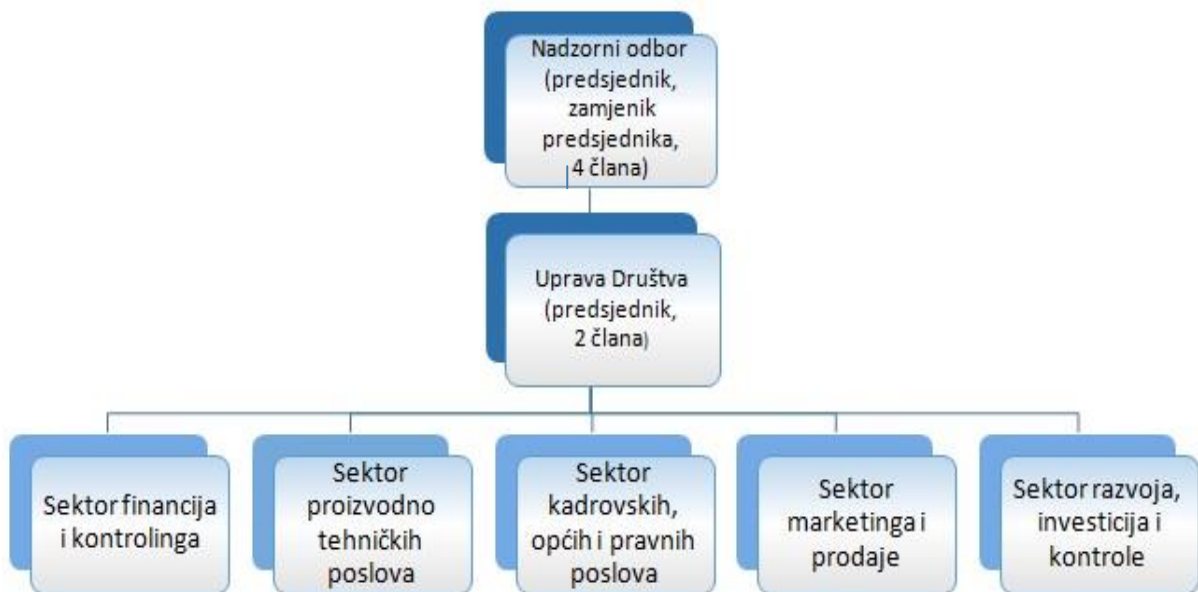 Nadzorni odbor
(predsjednik,
zamjenik
predsjednika,
4 člana)
Uprava Društva
(predsjednik,
2 člana)
Sektor financija
i kontrolinga
Sektor
proizvodno
tehničkih
poslova
Sektor
kadrovskih,
općih i pravnih
poslova
Sektor
marketinga i
prodaje
Sektor razvoja,
investicija i
kontrole